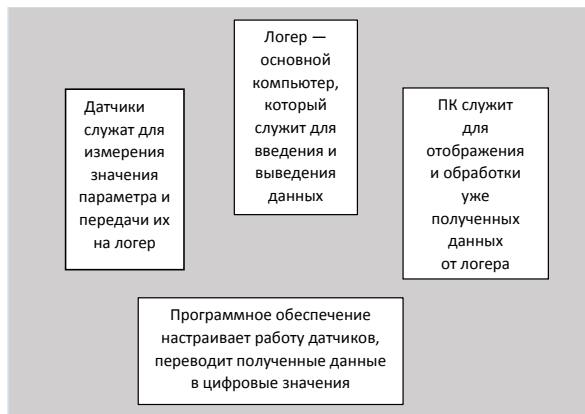 Логер —
основной
компьютер,
который
служит для
введения и
выведения
данных
Датчики
служат для
измерения
значения
параметра и
передачи их
на логер
ПК служит
для
отображения
и обработки
уже
полученных
данных
от логера
Программное обеспечение
настраивает работу датчиков,
переводит полученные данные
в цифровые значения